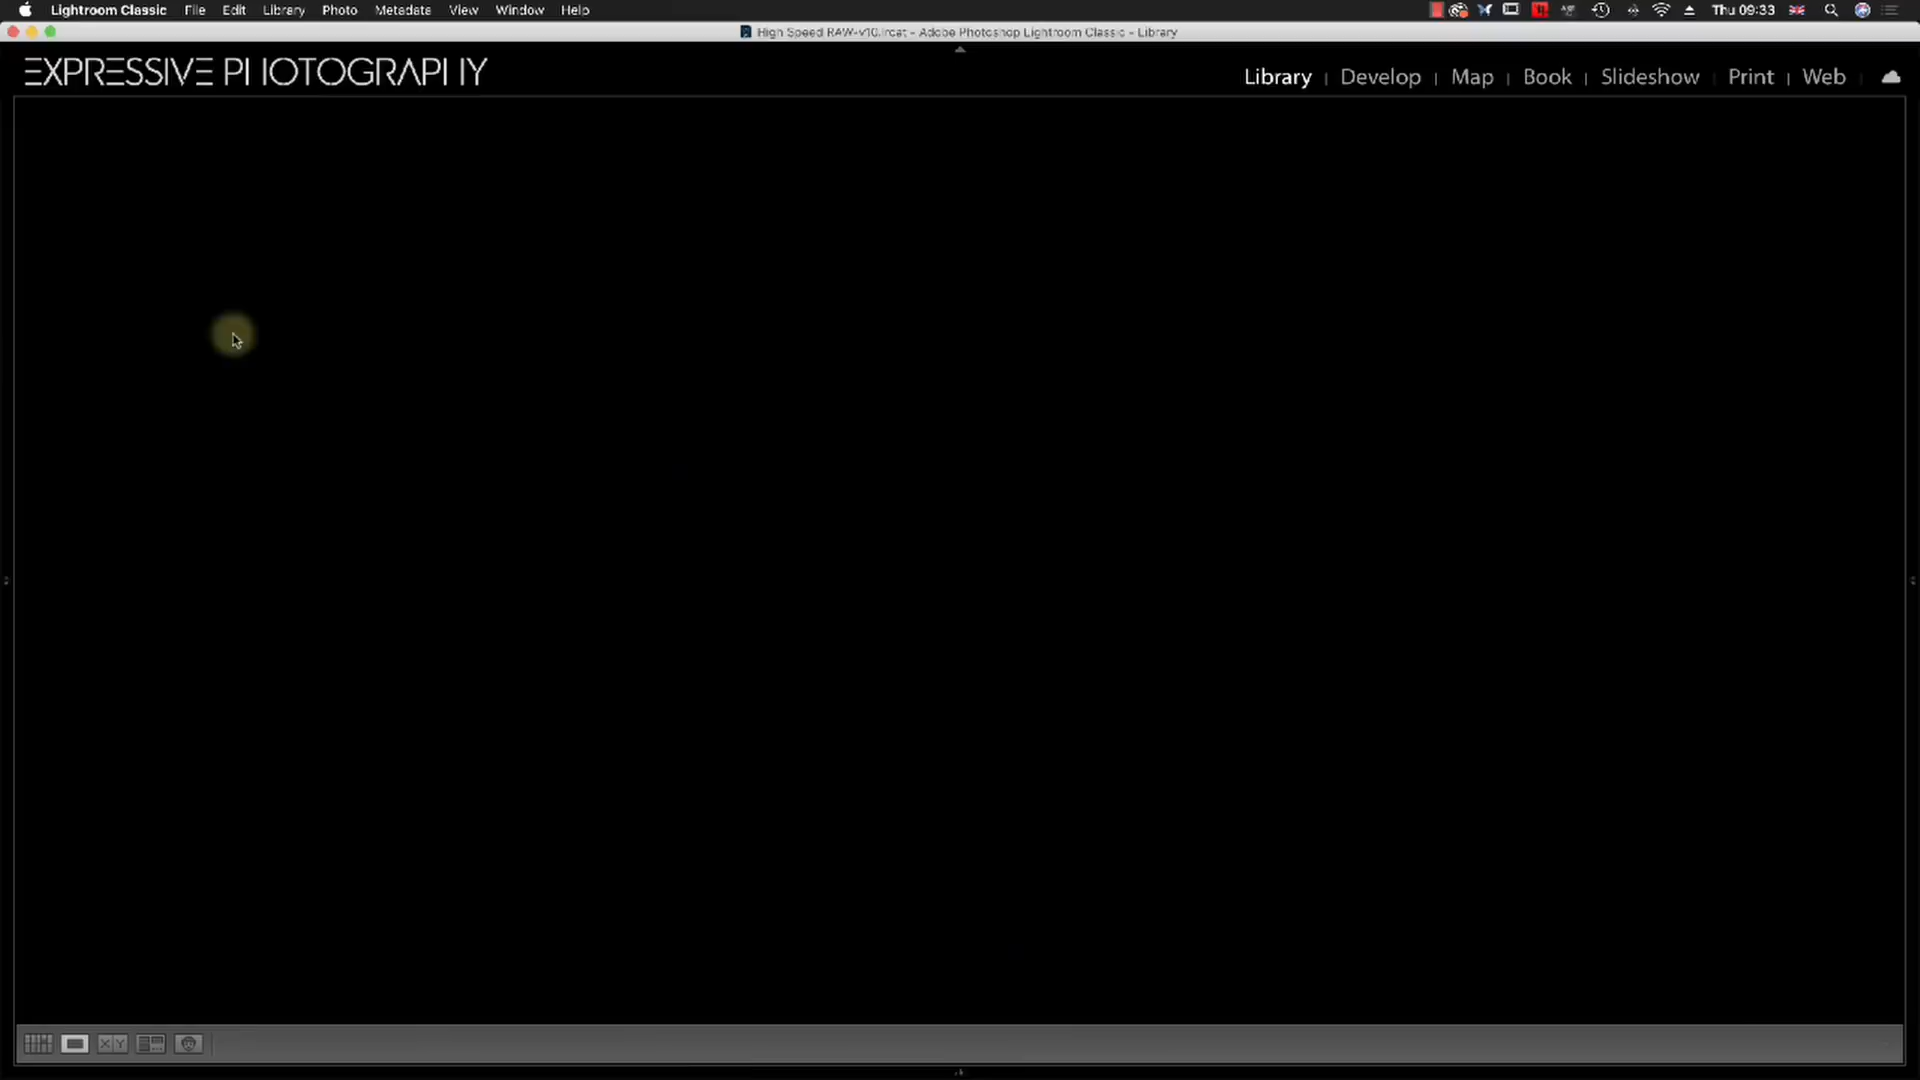 Lightroom Classic File Edit Library Photo Metadata View Window Help Thu 09:33
High Speed RAW-v10.lrcat - Adobe Photoshop Lightroom Classic - Library
EXPRESSIVE PHOTOGRAPHY Library | Develop | Map | Book | Slideshow | Print | Web
XY